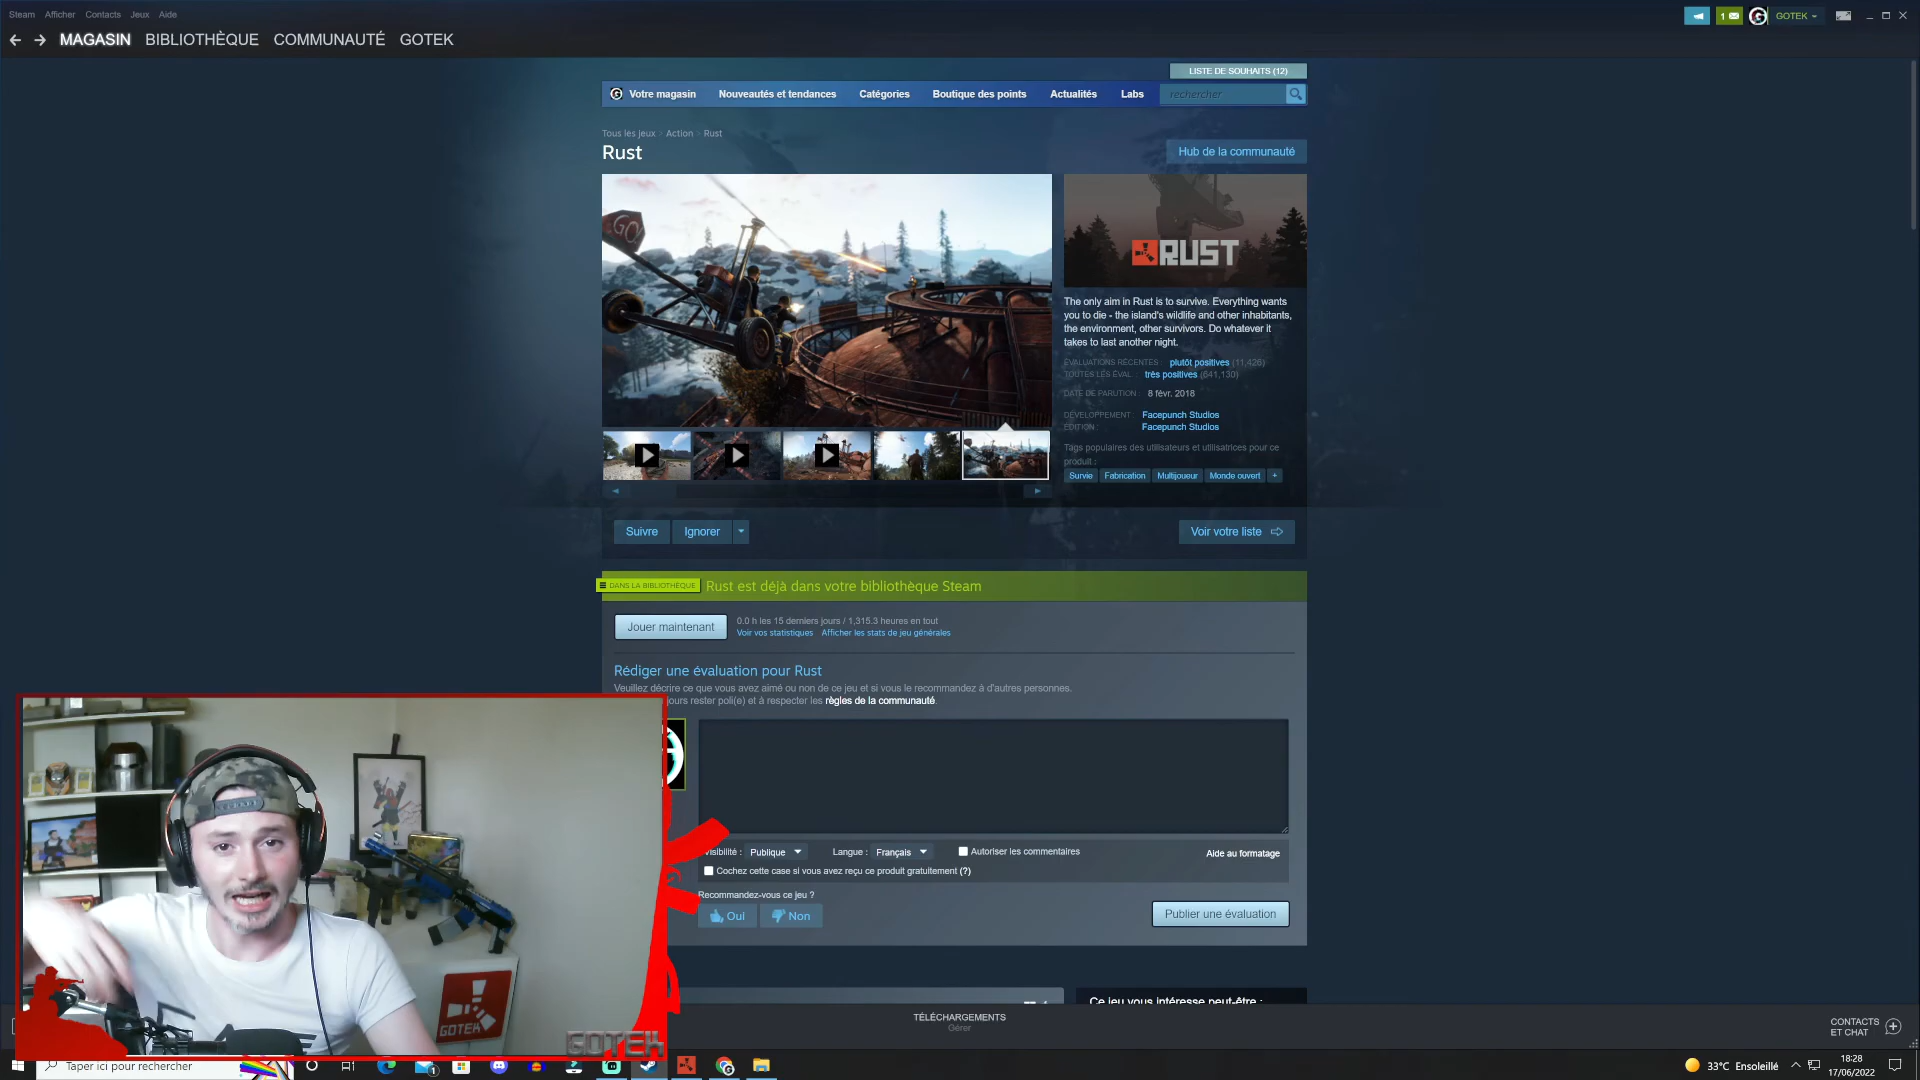 Steam Afficher Contacts Jeux Aide
1 GOTEK
MAGASIN BIBLIOTHÈQUE COMMUNAUTÉ GOTEK
LISTE DE SOUHAITS (12)
Votre magasin Nouveautés et tendances Catégories Boutique des points Actualités Labs rechercher
Tous les jeux > Action > Rust
Rust
Hub de la communauté
GO!
RUST
The only aim in Rust is to survive. Everything wants
you to die - the island's wildlife and other inhabitants,
the environment, other survivors. Do whatever it
takes to last another night.
ÉVALUATIONS RÉCENTES : plutôt positives (11,426)
TOUTES LES ÉVAL. : très positives (641,130)
DATE DE PARUTION : 8 févr. 2018
DÉVELOPPEMENT : Facepunch Studios
ÉDITION : Facepunch Studios
Tags populaires des utilisateurs et utilisatrices pour ce
produit :
Survie Fabrication Multijoueur Monde ouvert +
Suivre Ignorer
Voir votre liste
DANS LA BIBLIOTHÈQUE Rust est déjà dans votre bibliothèque Steam
Jouer maintenant
0.0 h les 15 derniers jours / 1,315.3 heures en tout
Voir vos statistiques Afficher les stats de jeu générales
Rédiger une évaluation pour Rust
Veuillez décrire ce que vous avez aimé ou non de ce jeu et si vous le recommandez à d'autres personnes.
jours rester poli(e) et à respecter les règles de la communauté.
isibilité : Publique Langue : Français Autoriser les commentaires
Aide au formatage
Cochez cette case si vous avez reçu ce produit gratuitement (?)
Recommandez-vous ce jeu ?
Oui Non
Publier une évaluation
GOTEK
GOTEK
Ce jeu vous intéresse peut-être :
TÉLÉCHARGEMENTS
Gérer
CONTACTS
ET CHAT
Taper ici pour rechercher
1
33°C Ensoleillé
18:28
17/06/2022